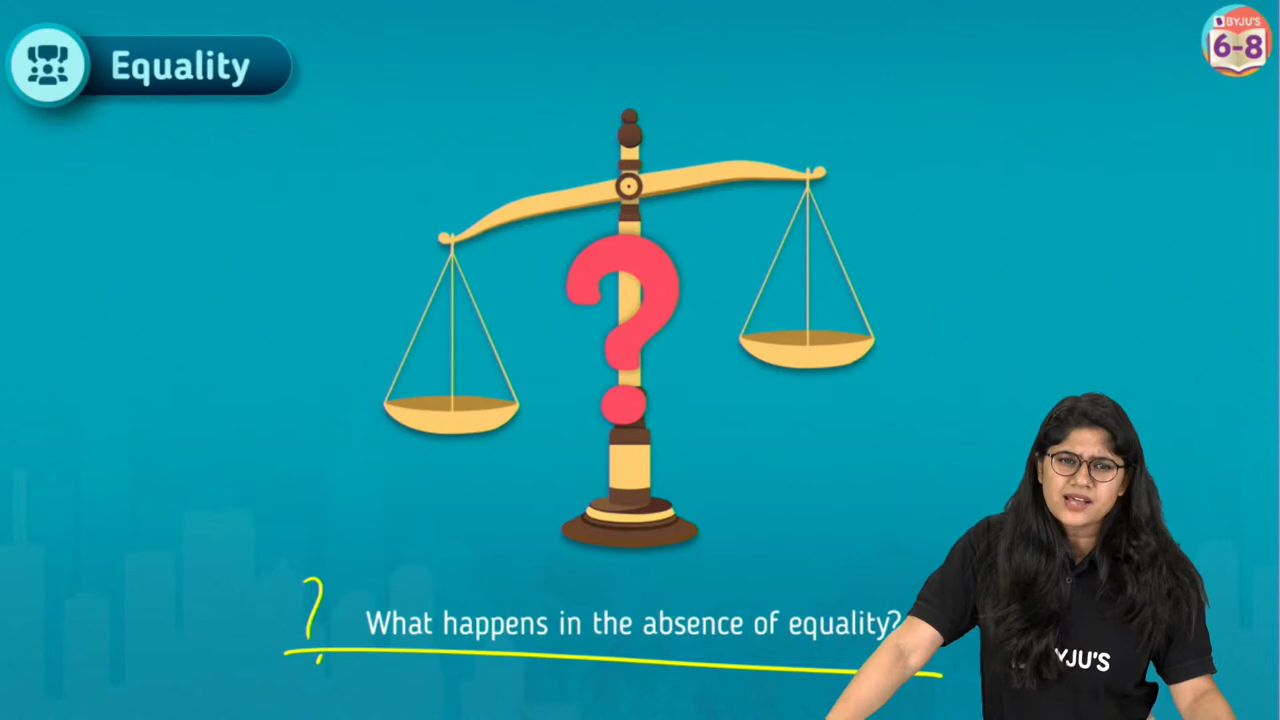 Equality
BYJU'S
6-8
?
What happens in the absence of equality?
YJU'S